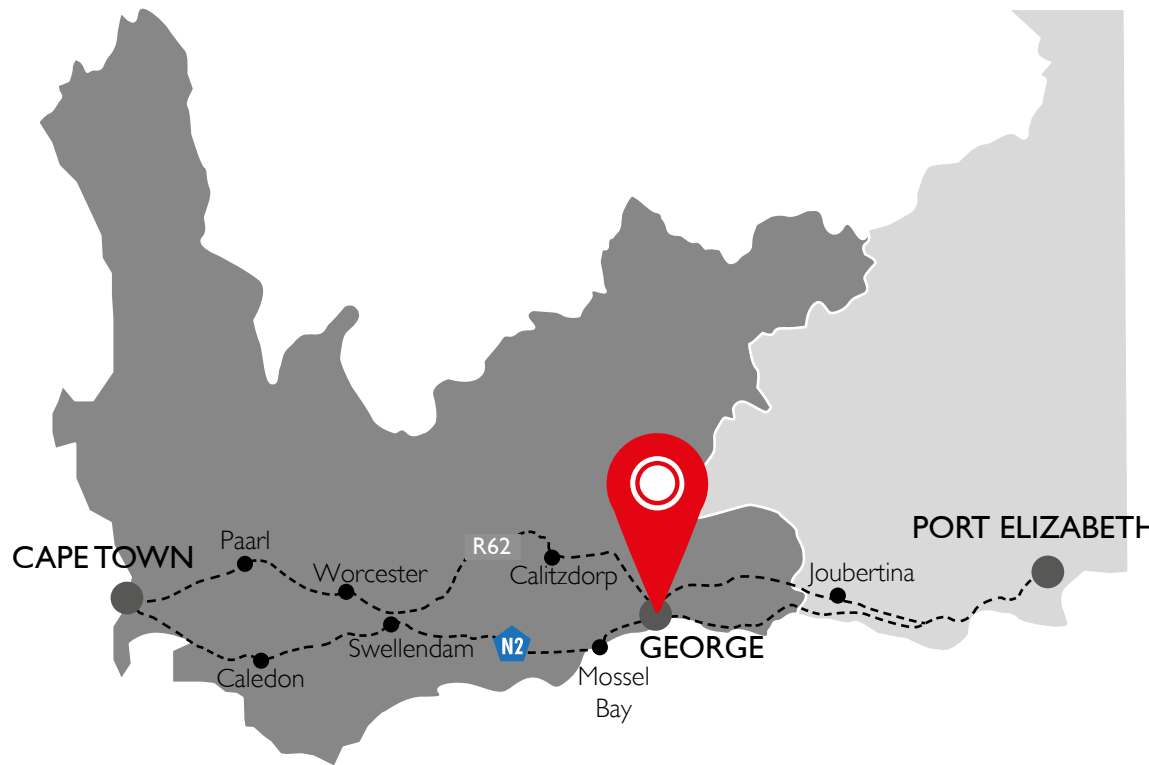 PORT ELIZABETH
Paarl
R62
CAPE TOWN
Worcester
Calitzdorp
Joubertina
Swellendam
N2
GEORGE
Caledon
Mossel
Bay